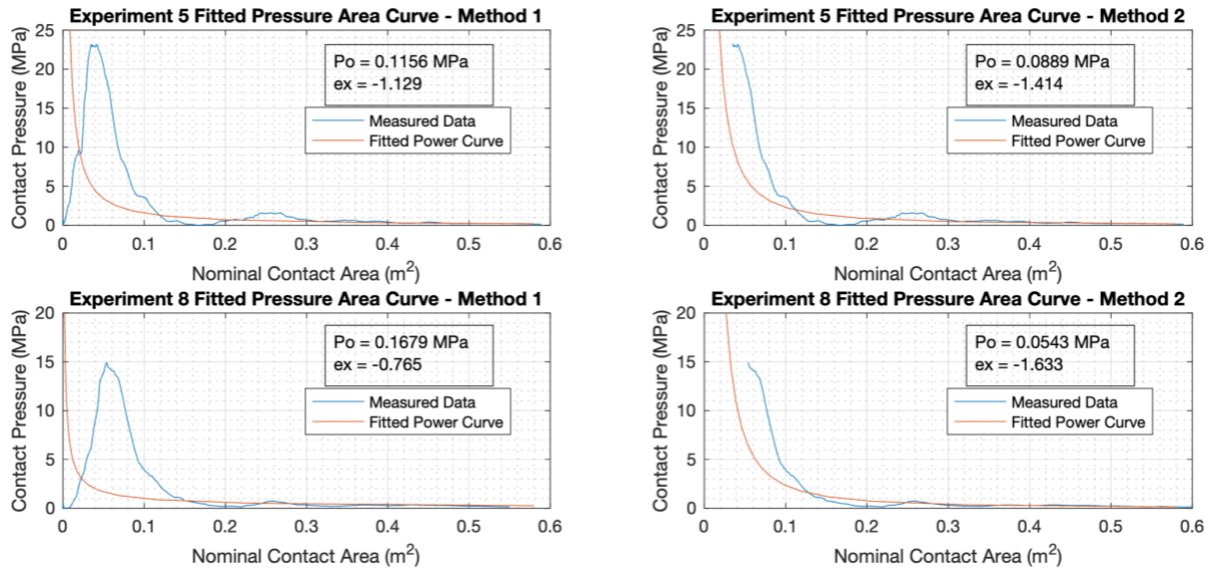 Experiment 5 Fitted Pressure Area Curve - Method 1
Contact Pressure (MPa)
25
20
15
10
5
0
Po = 0.1156 MPa
ex = -1.129
Measured Data
Fitted Power Curve
0 0.1 0.2 0.3 0.4 0.5 0.6
Nominal Contact Area (m²)
Experiment 5 Fitted Pressure Area Curve - Method 2
Contact Pressure (MPa)
25
20
15
10
5
0
Po = 0.0889 MPa
ex = -1.414
Measured Data
Fitted Power Curve
0 0.1 0.2 0.3 0.4 0.5 0.6
Nominal Contact Area (m²)
Experiment 8 Fitted Pressure Area Curve - Method 1
Contact Pressure (MPa)
20
15
10
5
0
Po = 0.1679 MPa
ex = -0.765
Measured Data
Fitted Power Curve
0 0.1 0.2 0.3 0.4 0.5 0.6
Nominal Contact Area (m²)
Experiment 8 Fitted Pressure Area Curve - Method 2
Contact Pressure (MPa)
20
15
10
5
0
Po = 0.0543 MPa
ex = -1.633
Measured Data
Fitted Power Curve
0 0.1 0.2 0.3 0.4 0.5 0.6
Nominal Contact Area (m²)